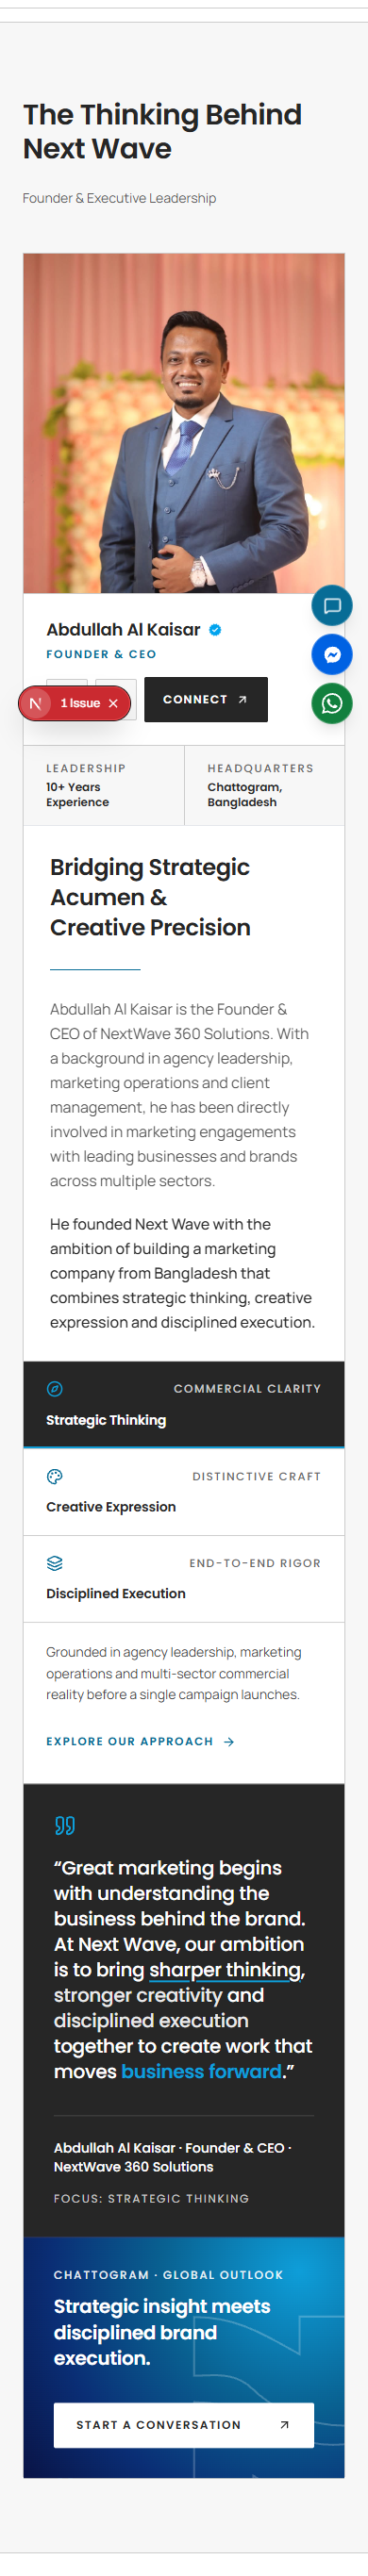 The Thinking Behind
Next Wave
Founder & Executive Leadership
Abdullah Al Kaisar
FOUNDER & CEO
N 1 Issue ×
CONNECT
LEADERSHIP
10+ Years
Experience
HEADQUARTERS
Chattogram,
Bangladesh
Bridging Strategic
Acumen &
Creative Precision
Abdullah Al Kaisar is the Founder &
CEO of NextWave 360 Solutions. With
a background in agency leadership,
marketing operations and client
management, he has been directly
involved in marketing engagements
with leading businesses and brands
across multiple sectors.
He founded Next Wave with the
ambition of building a marketing
company from Bangladesh that
combines strategic thinking, creative
expression and disciplined execution.
COMMERCIAL CLARITY
Strategic Thinking
DISTINCTIVE CRAFT
Creative Expression
END-TO-END RIGOR
Disciplined Execution
Grounded in agency leadership, marketing
operations and multi-sector commercial
reality before a single campaign launches.
EXPLORE OUR APPROACH →
“Great marketing begins
with understanding the
business behind the brand.
At Next Wave, our ambition
is to bring sharper thinking,
stronger creativity and
disciplined execution
together to create work that
moves business forward.”
Abdullah Al Kaisar · Founder & CEO ·
NextWave 360 Solutions
FOCUS: STRATEGIC THINKING
CHATTOGRAM · GLOBAL OUTLOOK
Strategic insight meets
disciplined brand
execution.
START A CONVERSATION